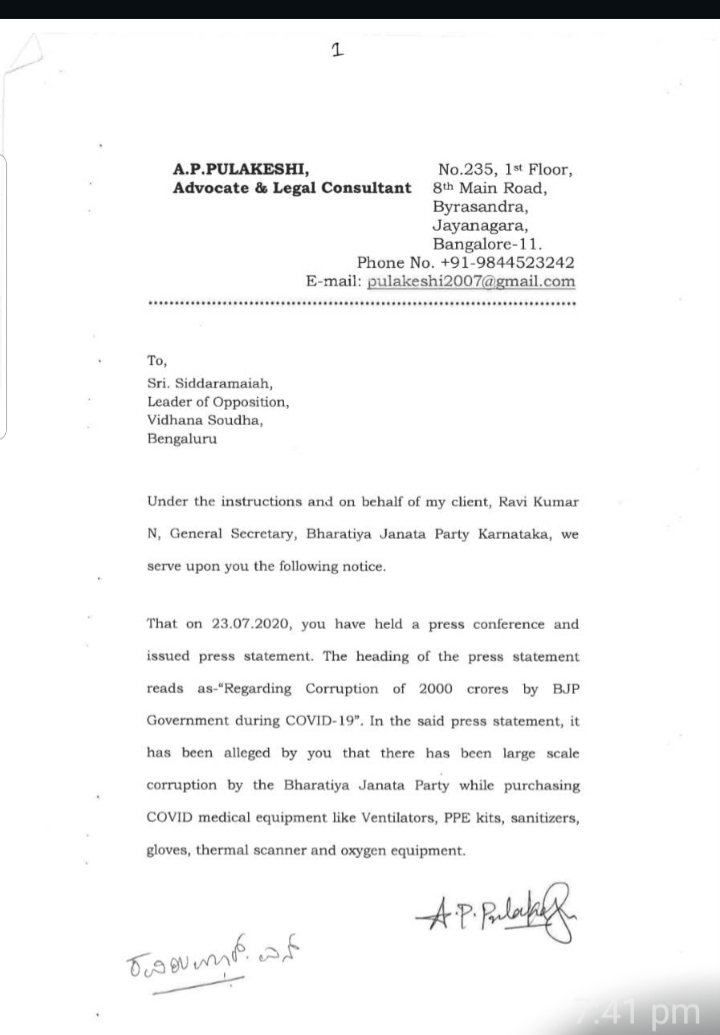 1
A.P.PULAKESHI,
Advocate & Legal Consultant
No.235, 1st Floor,
8th Main Road,
Byrasandra,
Jayanagara,
Bangalore-11.
Phone No. +91-9844523242
E-mail: pulakeshi2007@gmail.com
To,
Sri. Siddaramaiah,
Leader of Opposition,
Vidhana Soudha,
Bengaluru
Under the instructions and on behalf of my client, Ravi Kumar
N, General Secretary, Bharatiya Janata Party Karnataka, we
serve upon you the following notice.
That on 23.07.2020, you have held a press conference and
issued press statement. The heading of the press statement
reads as-“Regarding Corruption of 2000 crores by BJP
Government during COVID-19”. In the said press statement, it
has been alleged by you that there has been large scale
corruption by the Bharatiya Janata Party while purchasing
COVID medical equipment like Ventilators, PPE kits, sanitizers,
gloves, thermal scanner and oxygen equipment.
A.P. Pulakeshi
ರವಿಕುಮಾರ್. ಎನ್
7:41 pm